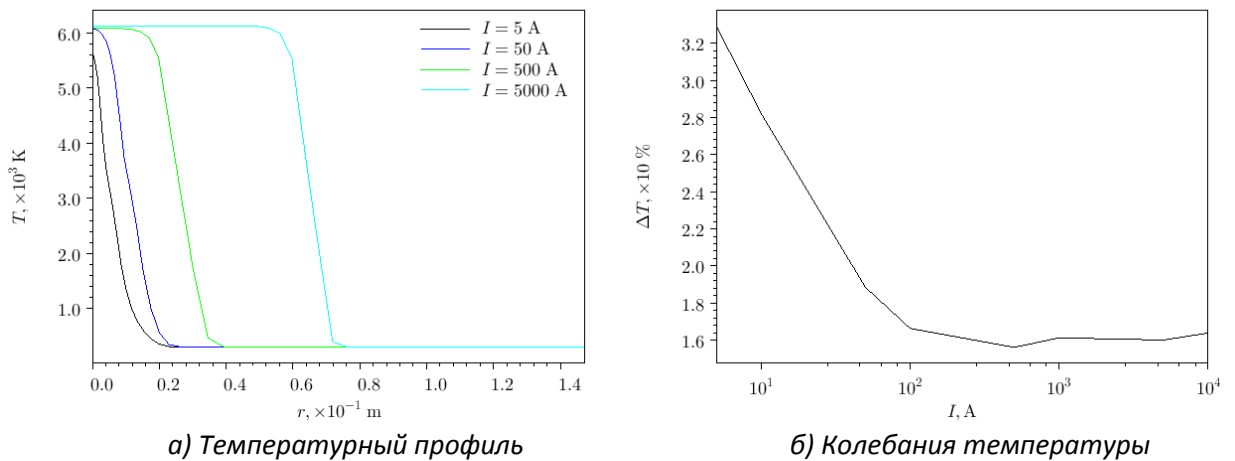 6.0
5.0
4.0
3.0
2.0
1.0
T, ×10³ K
I = 5 A
I = 50 A
I = 500 A
I = 5000 A
0.0 0.2 0.4 0.6 0.8 1.0 1.2 1.4
r, ×10⁻¹ m
а) Температурный профиль
3.2
3.0
2.8
2.6
2.4
2.2
2.0
1.8
1.6
ΔT, ×10 %
10¹ 10² 10³ 10⁴
I, A
б) Колебания температуры